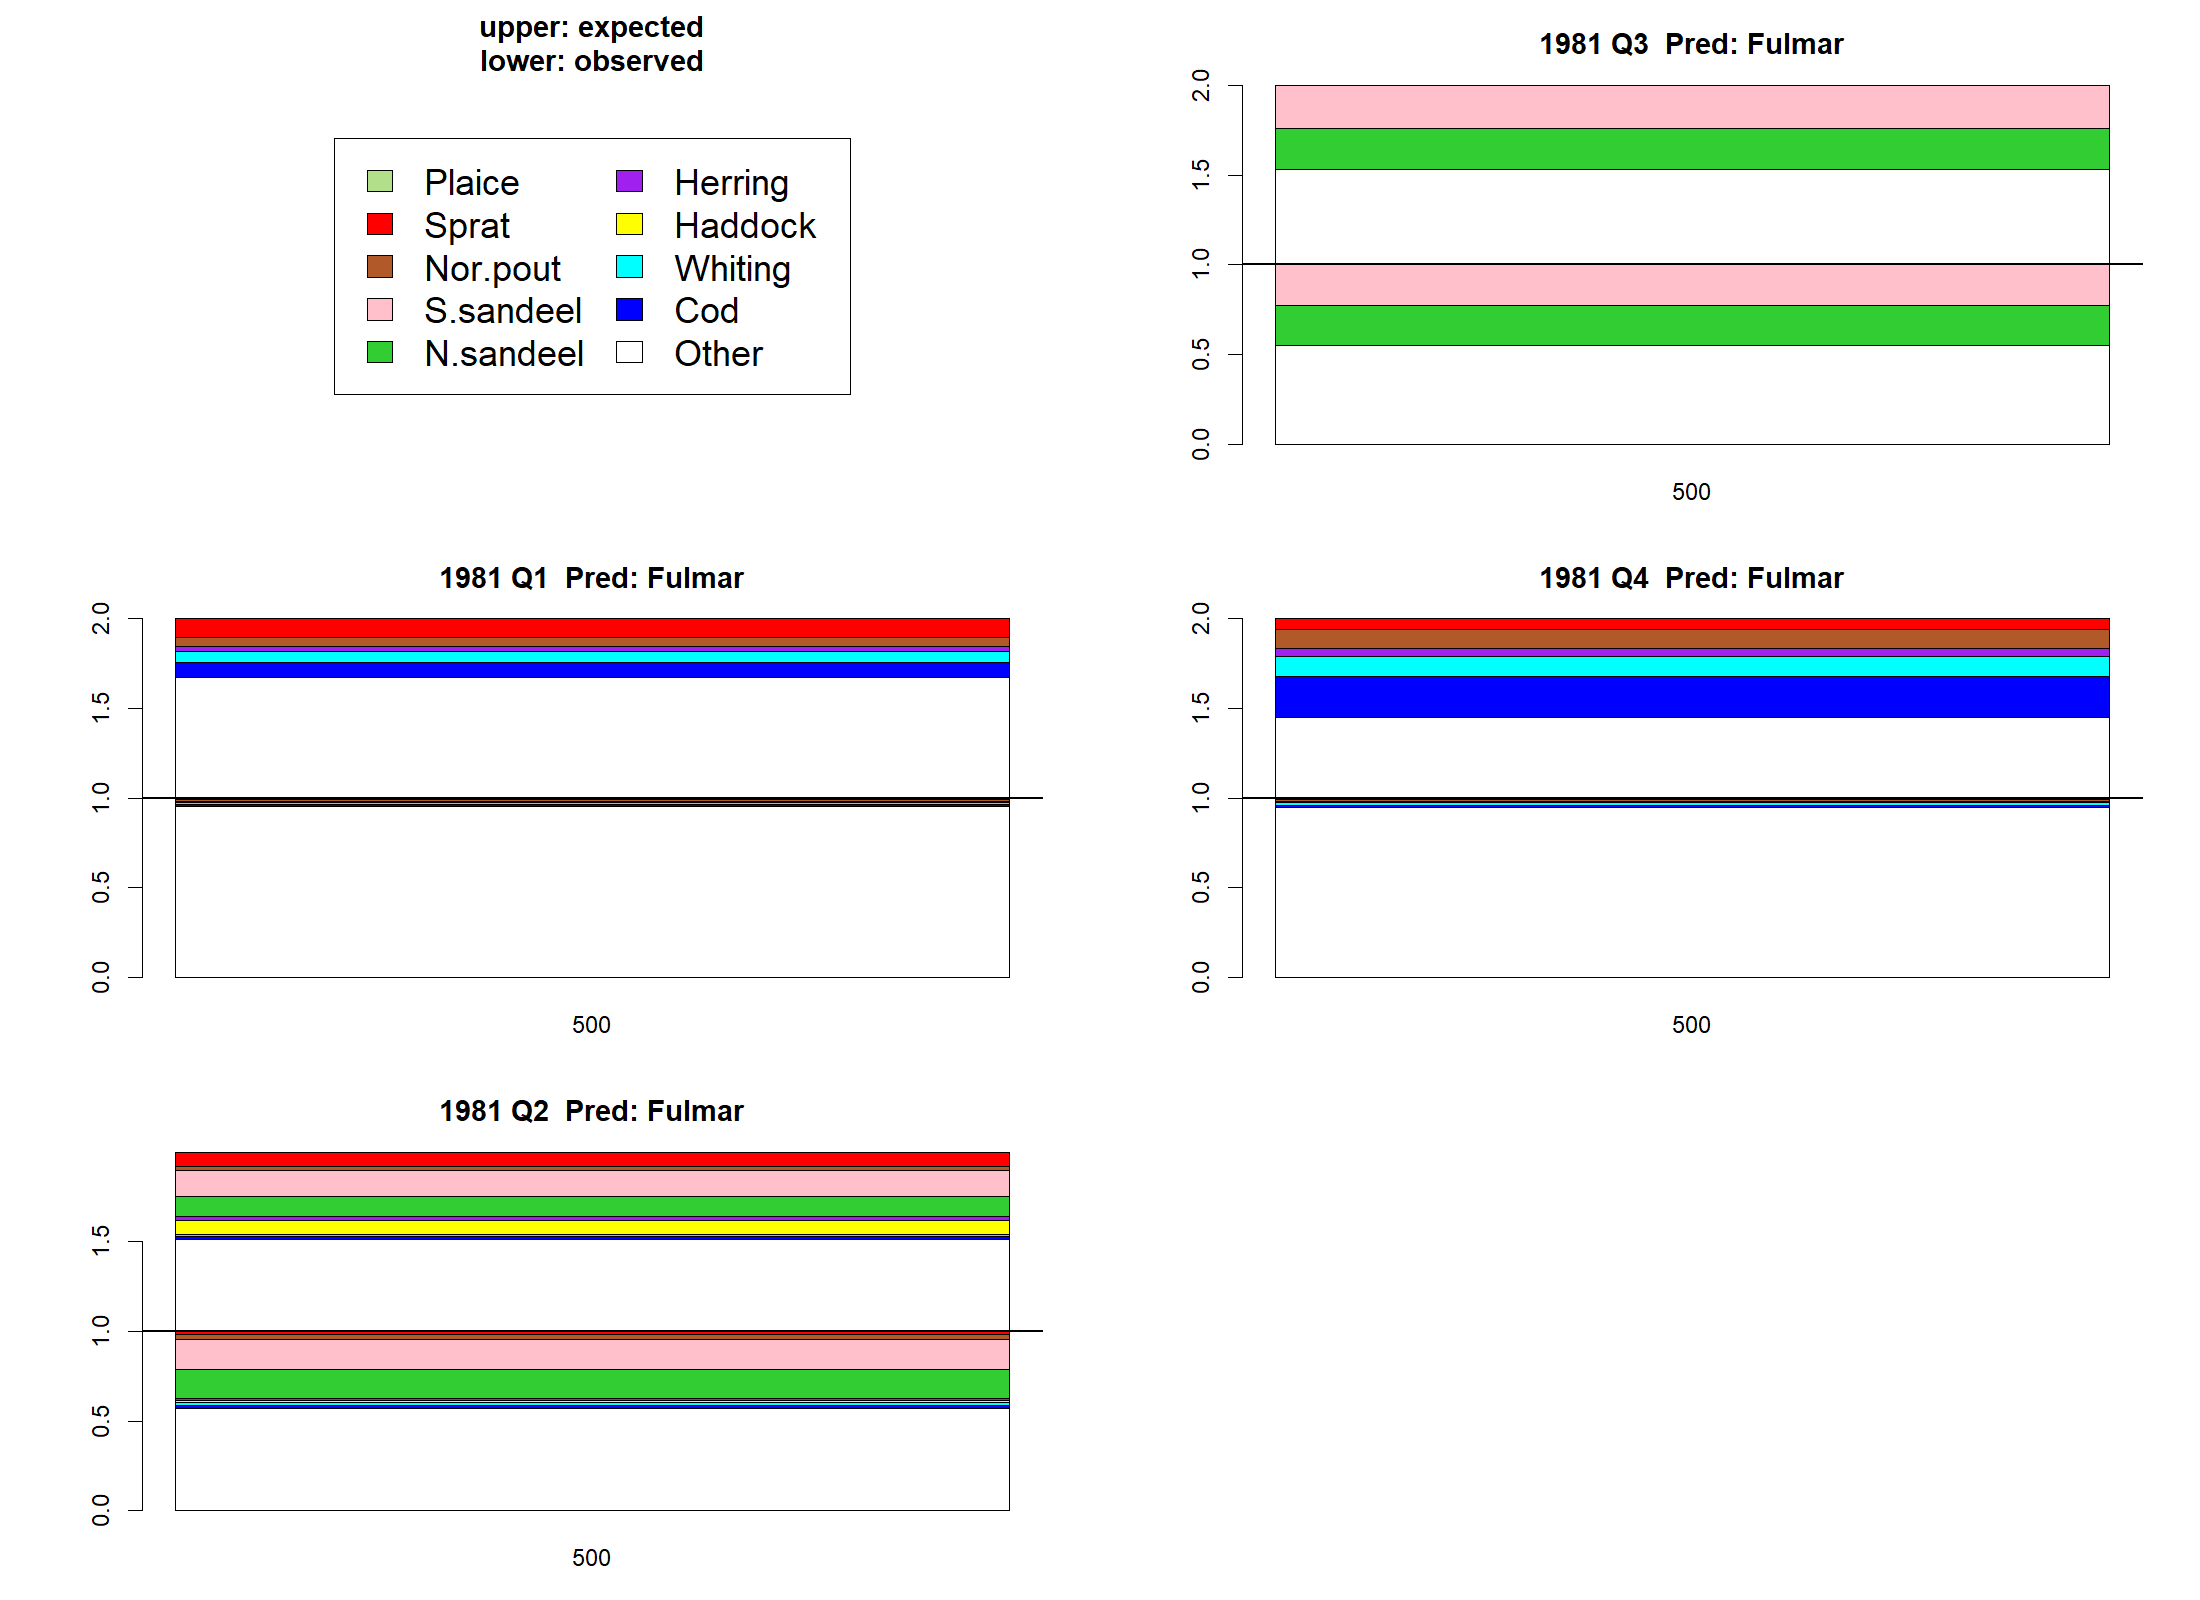 upper: expected
lower: observed
Plaice
Sprat
Nor.pout
S.sandeel
N.sandeel
Herring
Haddock
Whiting
Cod
Other
1981 Q3  Pred: Fulmar
2.0
1.5
1.0
0.5
0.0
500
1981 Q1  Pred: Fulmar
2.0
1.5
1.0
0.5
0.0
500
1981 Q4  Pred: Fulmar
2.0
1.5
1.0
0.5
0.0
500
1981 Q2  Pred: Fulmar
1.5
1.0
0.5
0.0
500